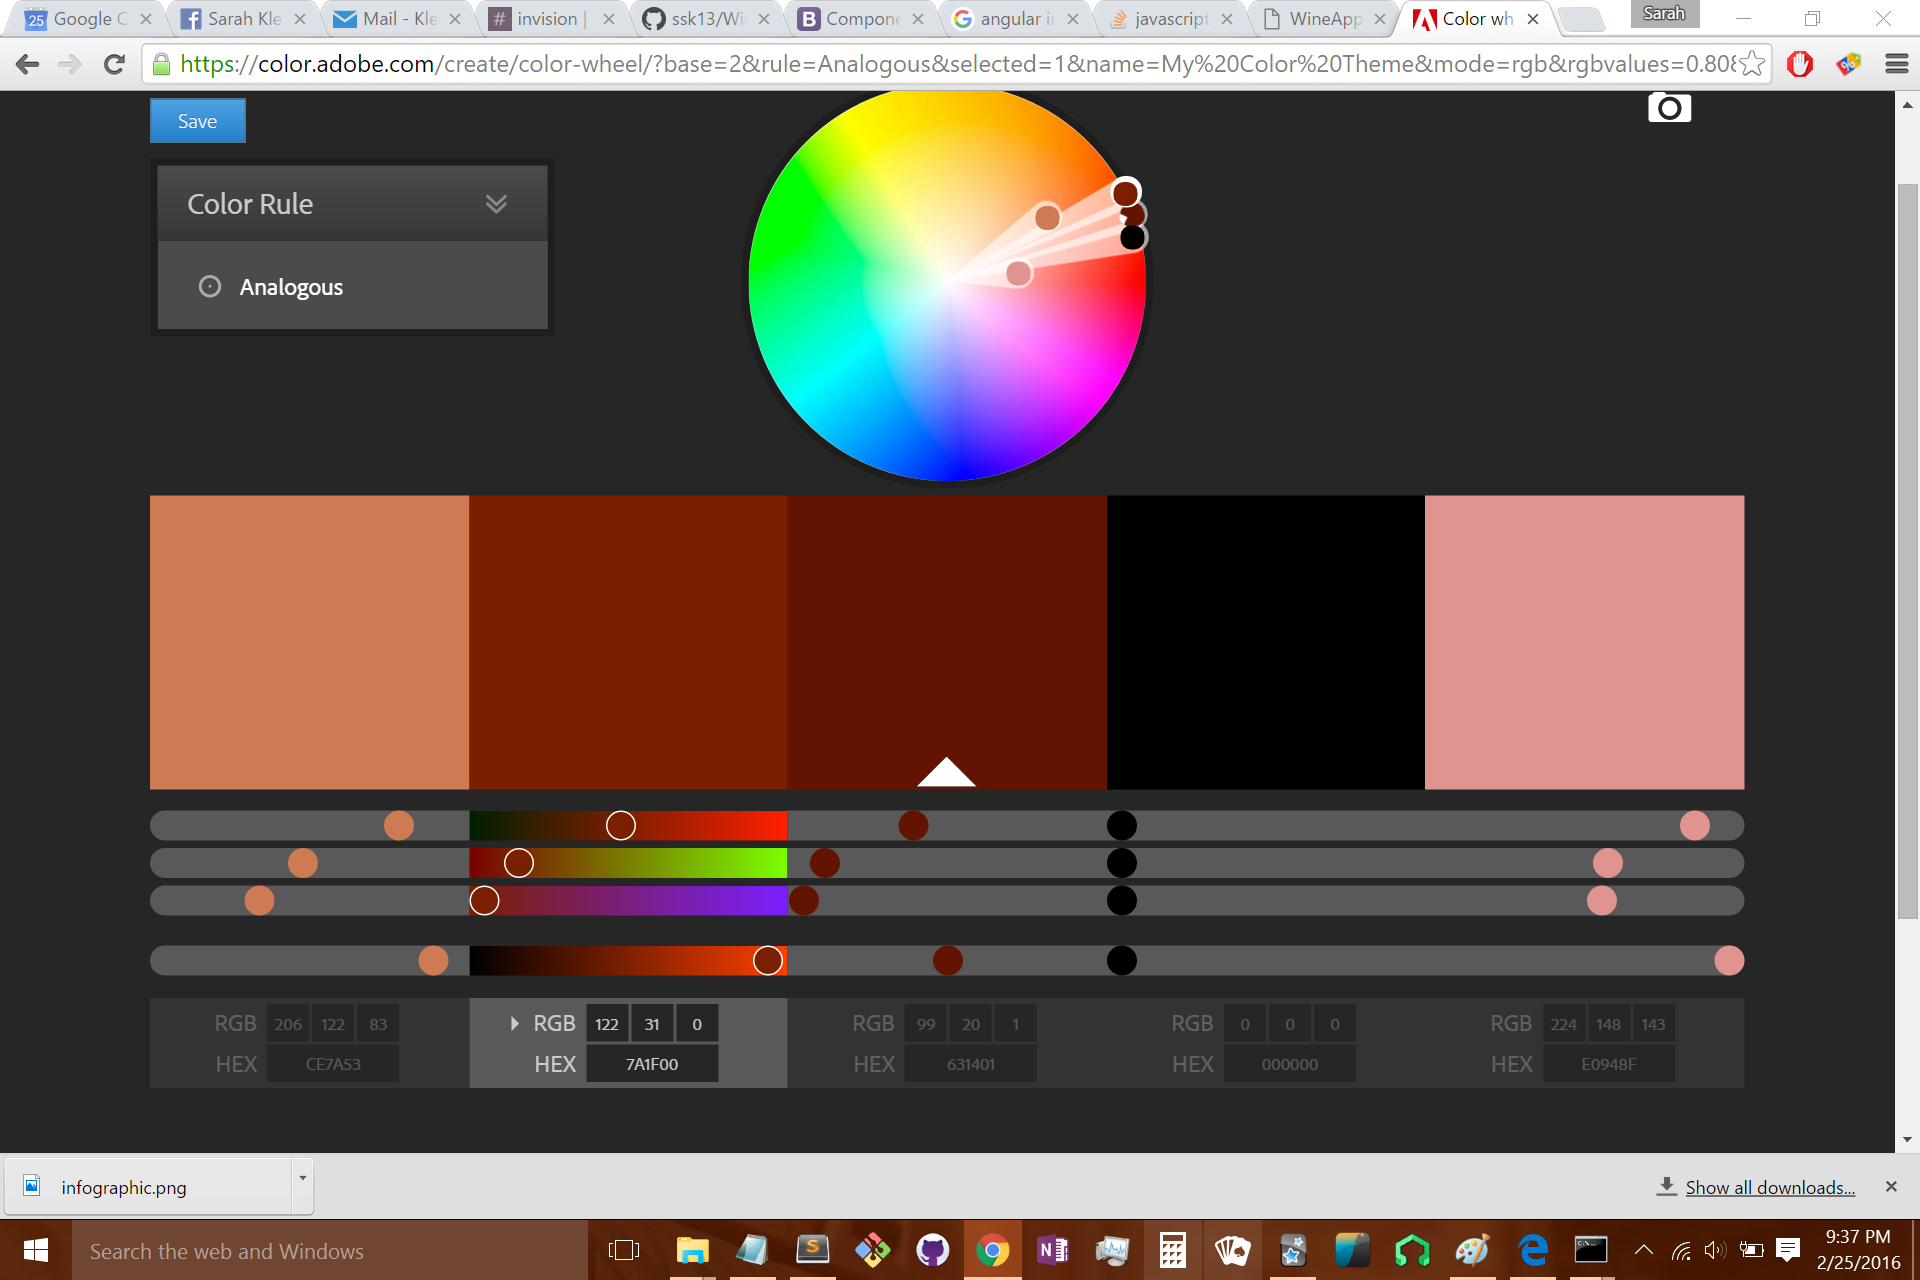 25 Google C
Sarah Kle
Mail - Kle
# invision |
ssk13/Wi
B Compone
angular i
javascript
WineApp
Color wh
Sarah
https://color.adobe.com/create/color-wheel/?base=2&rule=Analogous&selected=1&name=My%20Color%20Theme&mode=rgb&rgbvalues=0.808
Save
Color Rule
Analogous
RGB 206 122 83
HEX CE7A53
RGB 122 31 0
HEX 7A1F00
RGB 99 20 1
HEX 631401
RGB 0 0 0
HEX 000000
RGB 224 148 143
HEX E0948F
infographic.png
Show all downloads...
Search the web and Windows
9:37 PM
2/25/2016